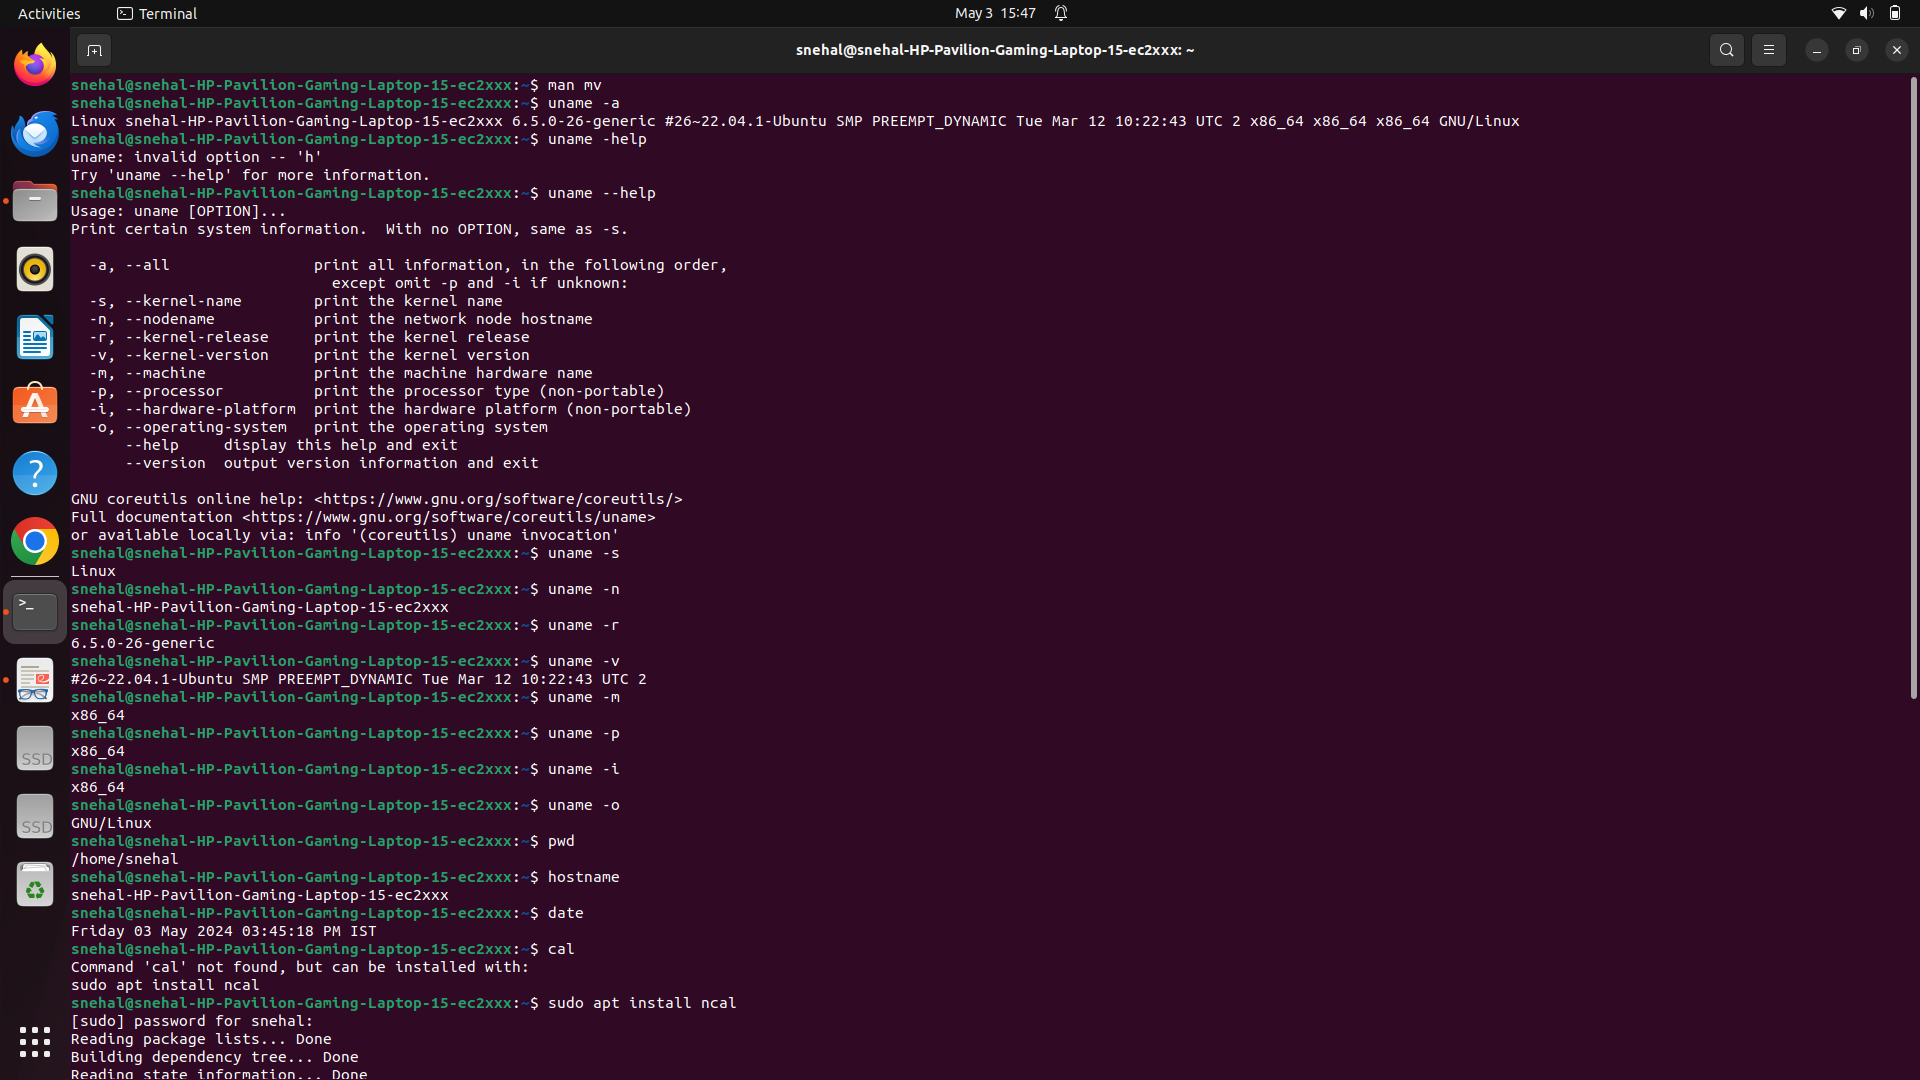 Activities
Terminal
May 3 15:47
snehal@snehal-HP-Pavilion-Gaming-Laptop-15-ec2xxx: ~
snehal@snehal-HP-Pavilion-Gaming-Laptop-15-ec2xxx:~$ man mv
snehal@snehal-HP-Pavilion-Gaming-Laptop-15-ec2xxx:~$ uname -a
Linux snehal-HP-Pavilion-Gaming-Laptop-15-ec2xxx 6.5.0-26-generic #26~22.04.1-Ubuntu SMP PREEMPT_DYNAMIC Tue Mar 12 10:22:43 UTC 2 x86_64 x86_64 x86_64 GNU/Linux
snehal@snehal-HP-Pavilion-Gaming-Laptop-15-ec2xxx:~$ uname -help
uname: invalid option -- 'h'
Try 'uname --help' for more information.
snehal@snehal-HP-Pavilion-Gaming-Laptop-15-ec2xxx:~$ uname --help
Usage: uname [OPTION]...
Print certain system information.  With no OPTION, same as -s.
-a, --all                print all information, in the following order,
except omit -p and -i if unknown:
-s, --kernel-name        print the kernel name
-n, --nodename           print the network node hostname
-r, --kernel-release     print the kernel release
-v, --kernel-version     print the kernel version
-m, --machine            print the machine hardware name
-p, --processor          print the processor type (non-portable)
-i, --hardware-platform  print the hardware platform (non-portable)
-o, --operating-system   print the operating system
--help     display this help and exit
--version  output version information and exit
GNU coreutils online help: <https://www.gnu.org/software/coreutils/>
Full documentation <https://www.gnu.org/software/coreutils/uname>
or available locally via: info '(coreutils) uname invocation'
snehal@snehal-HP-Pavilion-Gaming-Laptop-15-ec2xxx:~$ uname -s
Linux
snehal@snehal-HP-Pavilion-Gaming-Laptop-15-ec2xxx:~$ uname -n
snehal-HP-Pavilion-Gaming-Laptop-15-ec2xxx
snehal@snehal-HP-Pavilion-Gaming-Laptop-15-ec2xxx:~$ uname -r
6.5.0-26-generic
snehal@snehal-HP-Pavilion-Gaming-Laptop-15-ec2xxx:~$ uname -v
#26~22.04.1-Ubuntu SMP PREEMPT_DYNAMIC Tue Mar 12 10:22:43 UTC 2
snehal@snehal-HP-Pavilion-Gaming-Laptop-15-ec2xxx:~$ uname -m
x86_64
snehal@snehal-HP-Pavilion-Gaming-Laptop-15-ec2xxx:~$ uname -p
x86_64
snehal@snehal-HP-Pavilion-Gaming-Laptop-15-ec2xxx:~$ uname -i
x86_64
snehal@snehal-HP-Pavilion-Gaming-Laptop-15-ec2xxx:~$ uname -o
GNU/Linux
snehal@snehal-HP-Pavilion-Gaming-Laptop-15-ec2xxx:~$ pwd
/home/snehal
snehal@snehal-HP-Pavilion-Gaming-Laptop-15-ec2xxx:~$ hostname
snehal-HP-Pavilion-Gaming-Laptop-15-ec2xxx
snehal@snehal-HP-Pavilion-Gaming-Laptop-15-ec2xxx:~$ date
Friday 03 May 2024 03:45:18 PM IST
snehal@snehal-HP-Pavilion-Gaming-Laptop-15-ec2xxx:~$ cal
Command 'cal' not found, but can be installed with:
sudo apt install ncal
snehal@snehal-HP-Pavilion-Gaming-Laptop-15-ec2xxx:~$ sudo apt install ncal
[sudo] password for snehal:
Reading package lists... Done
Building dependency tree... Done
Reading state information... Done
SSD
SSD